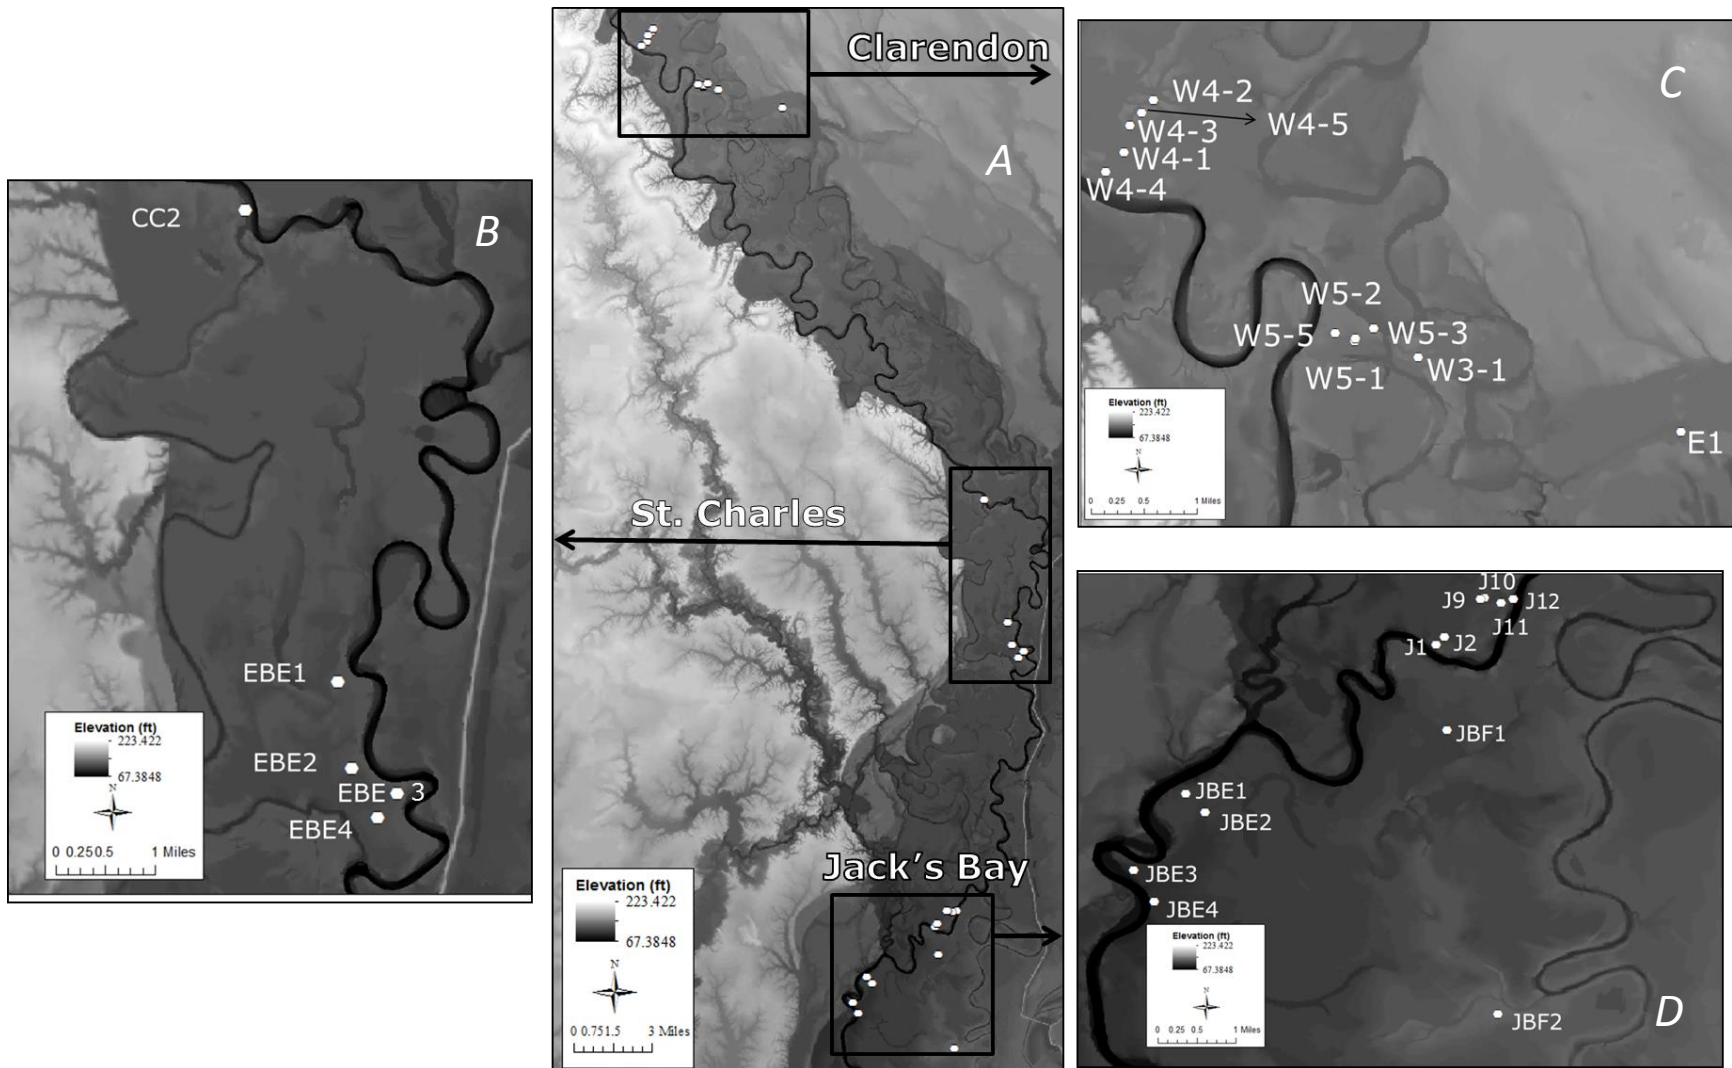 Clarendon
A
St. Charles
Jack's Bay
Elevation (ft)
223.422
67.3848
N
0 0.751.5 3 Miles
B
CC2
EBE1
EBE2
EBE 3
EBE4
Elevation (ft)
223.422
67.3848
N
0 0.250.5 1 Miles
C
W4-2
W4-5
W4-3
W4-1
W4-4
W5-2
W5-5
W5-3
W5-1
W3-1
E1
Elevation (ft)
223.422
67.3848
N
0 0.25 0.5 1 Miles
J10
J9
J12
J11
J2
J1
JBF1
JBE1
JBE2
JBE3
JBE4
JBF2
D
Elevation (ft)
223.422
67.3848
N
0 0.25 0.5 1 Miles